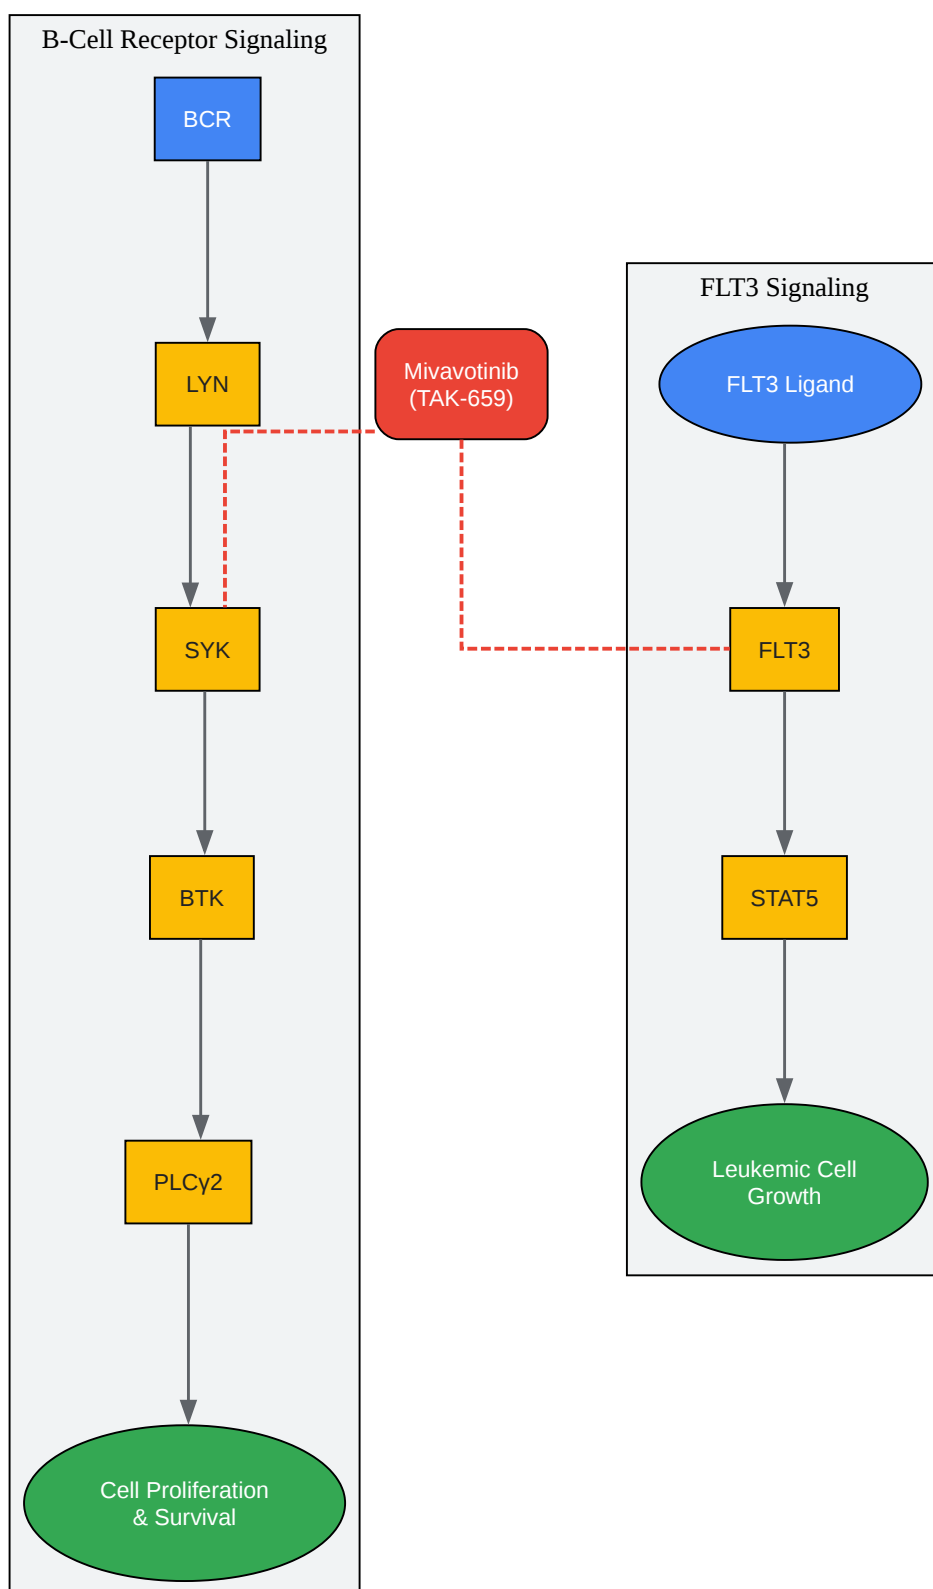 B-Cell Receptor Signaling
BCR
LYN
SYK
BTK
PLCγ2
Cell Proliferation
& Survival
Mivavotinib
(TAK-659)
FLT3 Signaling
FLT3 Ligand
FLT3
STAT5
Leukemic Cell
Growth